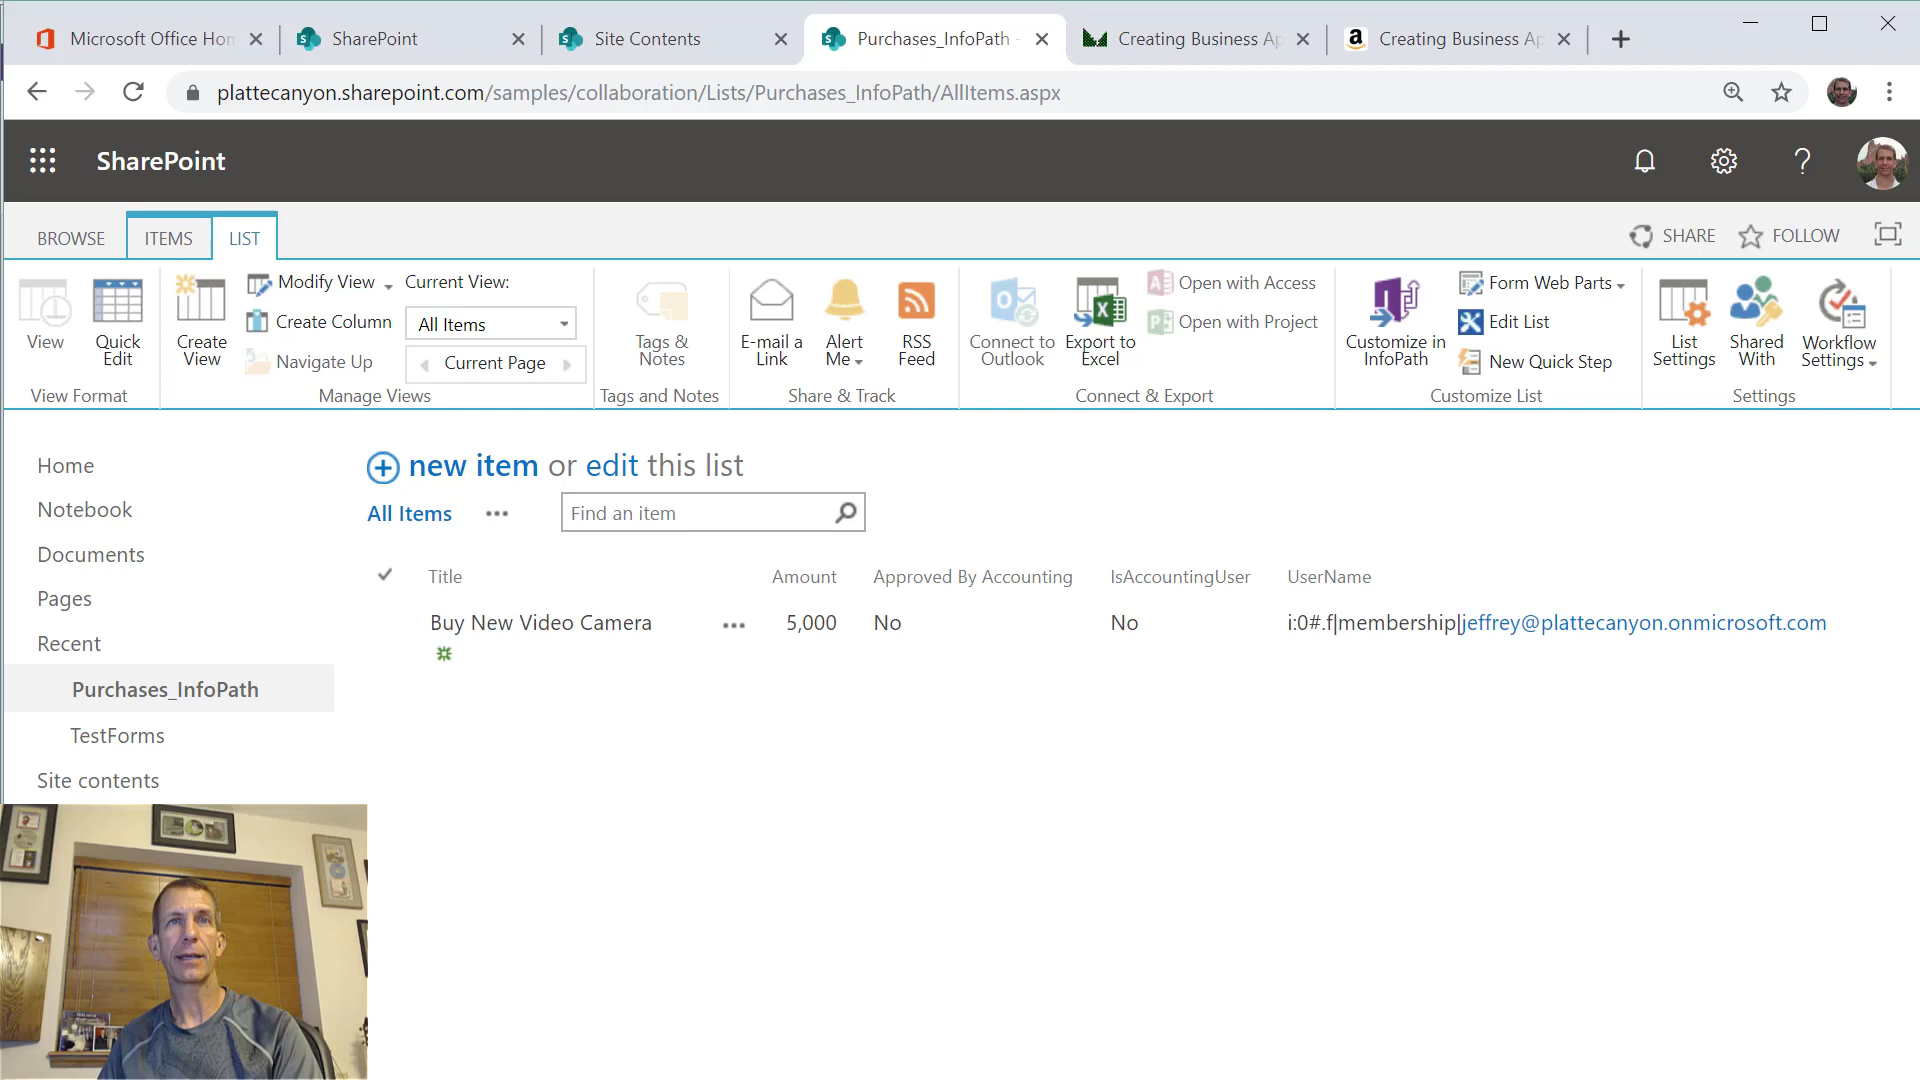 Microsoft Office Hom
SharePoint
Site Contents
Purchases_InfoPath -
Creating Business Ap
Creating Business Ap
plattecanyon.sharepoint.com/samples/collaboration/Lists/Purchases_InfoPath/AllItems.aspx
SharePoint
BROWSE
ITEMS
LIST
SHARE
FOLLOW
View
Quick Edit
View Format
Create View
Modify View
Create Column
Navigate Up
Current View:
All Items
Current Page
Manage Views
Tags & Notes
Tags and Notes
E-mail a Link
Alert Me
RSS Feed
Share & Track
Connect to Outlook
Export to Excel
Open with Access
Open with Project
Connect & Export
Customize in InfoPath
Form Web Parts
Edit List
New Quick Step
Customize List
List Settings
Shared With
Workflow Settings
Settings
Home
Notebook
Documents
Pages
Recent
Purchases_InfoPath
TestForms
Site contents
new item or edit this list
All Items
Find an item
Title Amount Approved By Accounting IsAccountingUser UserName
Buy New Video Camera 5,000 No No i:0#.f|membership|jeffrey@plattecanyon.onmicrosoft.com